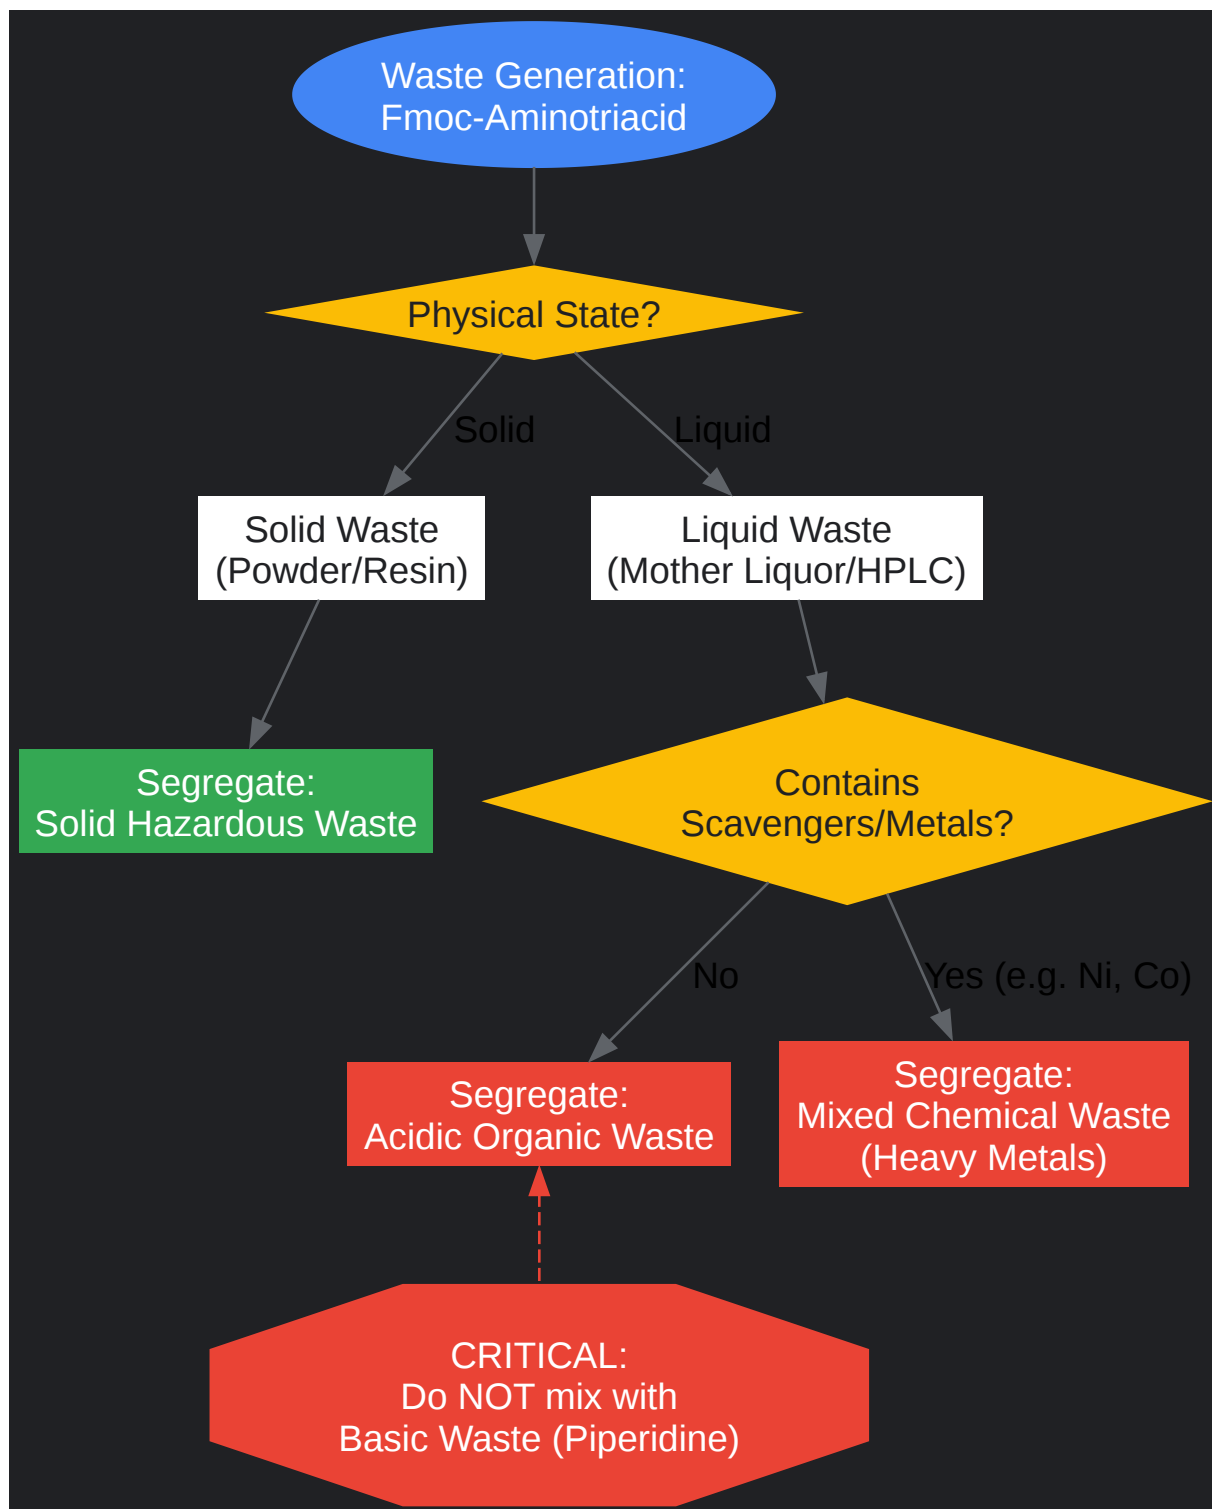 Waste Generation:
Fmoc-Aminotriacid
Physical State?
Solid
Liquid
Solid Waste
(Powder/Resin)
Liquid Waste
(Mother Liquor/HPLC)
Segregate:
Solid Hazardous Waste
Contains
Scavengers/Metals?
No
Yes (e.g. Ni, Co)
Segregate:
Acidic Organic Waste
Segregate:
Mixed Chemical Waste
(Heavy Metals)
CRITICAL:
Do NOT mix with
Basic Waste (Piperidine)